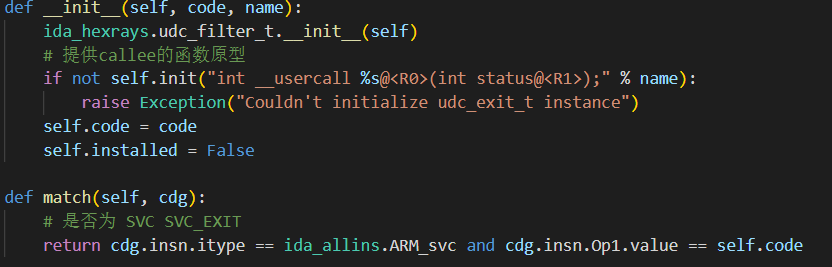 def __init__(self, code, name):
    ida_hexrays.udc_filter_t.__init__(self)
    # 提供callee的函数原型
    if not self.init("int __usercall %s@<R0>(int status@<R1>);" % name):
        raise Exception("Couldn't initialize udc_exit_t instance")
    self.code = code
    self.installed = False

def match(self, cdg):
    # 是否为 SVC SVC_EXIT
    return cdg.insn.itype == ida_allins.ARM_svc and cdg.insn.Op1.value == self.code